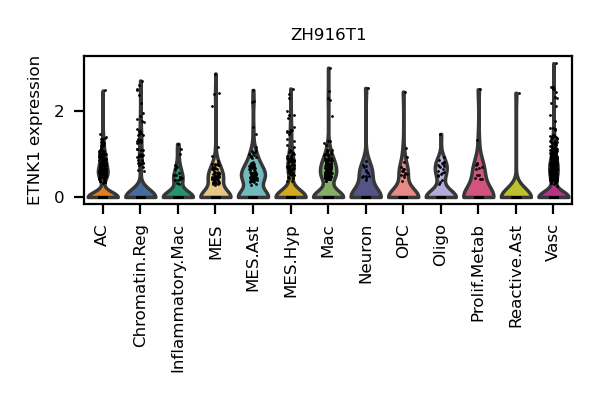 ZH916T1
ETNK1 expression
2
0
AC
Chromatin.Reg
Inflammatory.Mac
MES
MES.Ast
MES.Hyp
Mac
Neuron
OPC
Oligo
Prolif.Metab
Reactive.Ast
Vasc